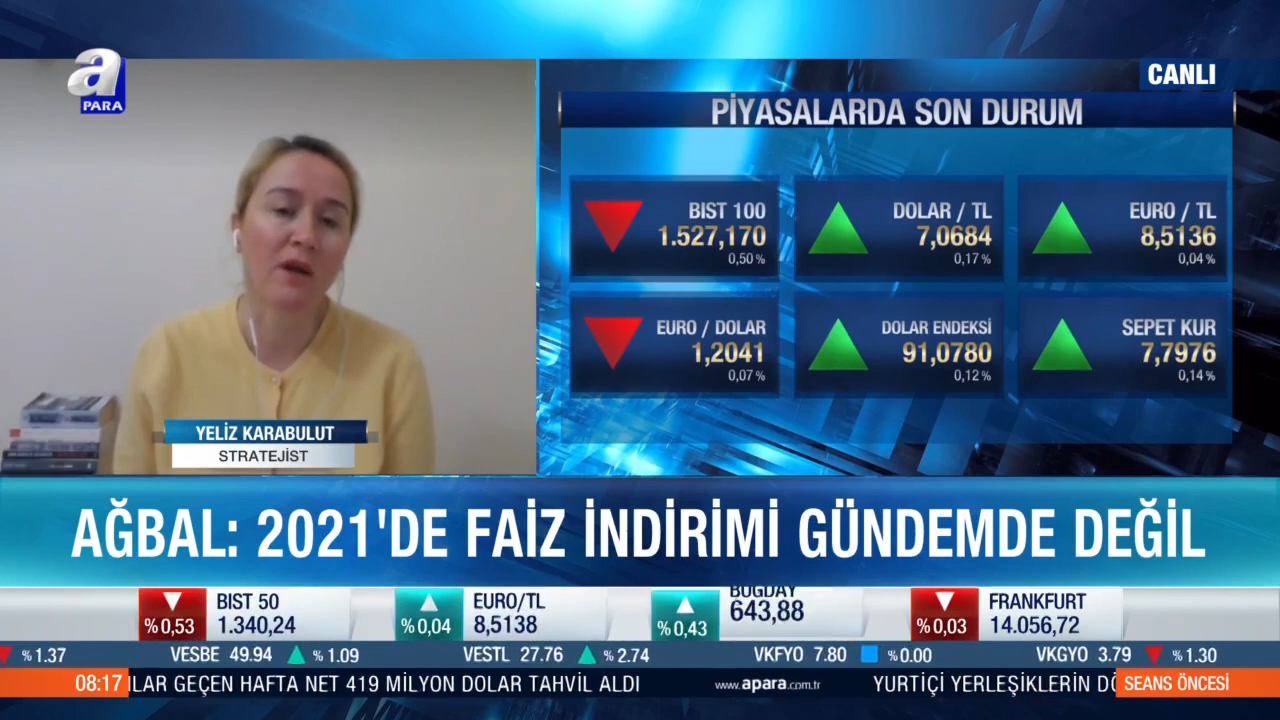 a
PARA
CANLI
PİYASALARDA SON DURUM
BIST 100
1.527,170
0,50 %
DOLAR / TL
7,0684
0,17 %
EURO / TL
8,5136
0,04 %
EURO / DOLAR
1,2041
0,07 %
DOLAR ENDEKSİ
91,0780
0,12 %
SEPET KUR
7,7976
0,14 %
YELİZ KARABULUT
STRATEJİST
AĞBAL: 2021'DE FAİZ İNDİRİMİ GÜNDEMDE DEĞİL
% 0,53
BIST 50
1.340,24
% 0,04
EURO/TL
8,5138
% 0,43
BUĞDAY
643,88
% 0,03
FRANKFURT
14.056,72
% 1.37 VESBE 49.94 % 1.09 VESTL 27.76 % 2.74 VKFYO 7.80 % 0.00 VKGYO 3.79 % 1.30
08:17 ILAR GEÇEN HAFTA NET 419 MİLYON DOLAR TAHVİL ALDI www.apara.com.tr YURTİÇİ YERLEŞİKLERİN SEANS ÖNCESİ